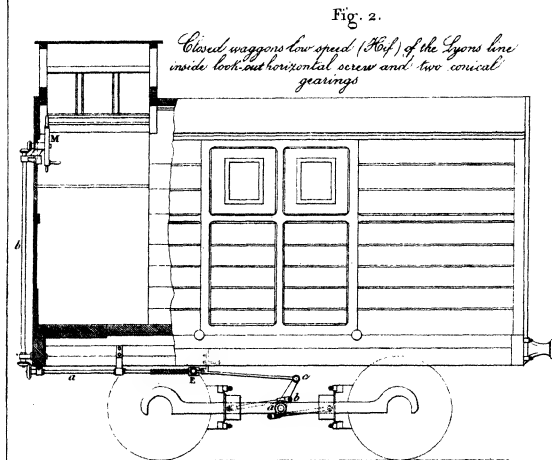 Fig. 2.
Closed waggons low speed (Hif) of the Lyons line
inside look-out horizontal screw and two conical
gearings
M
b
a
E
c
b
a